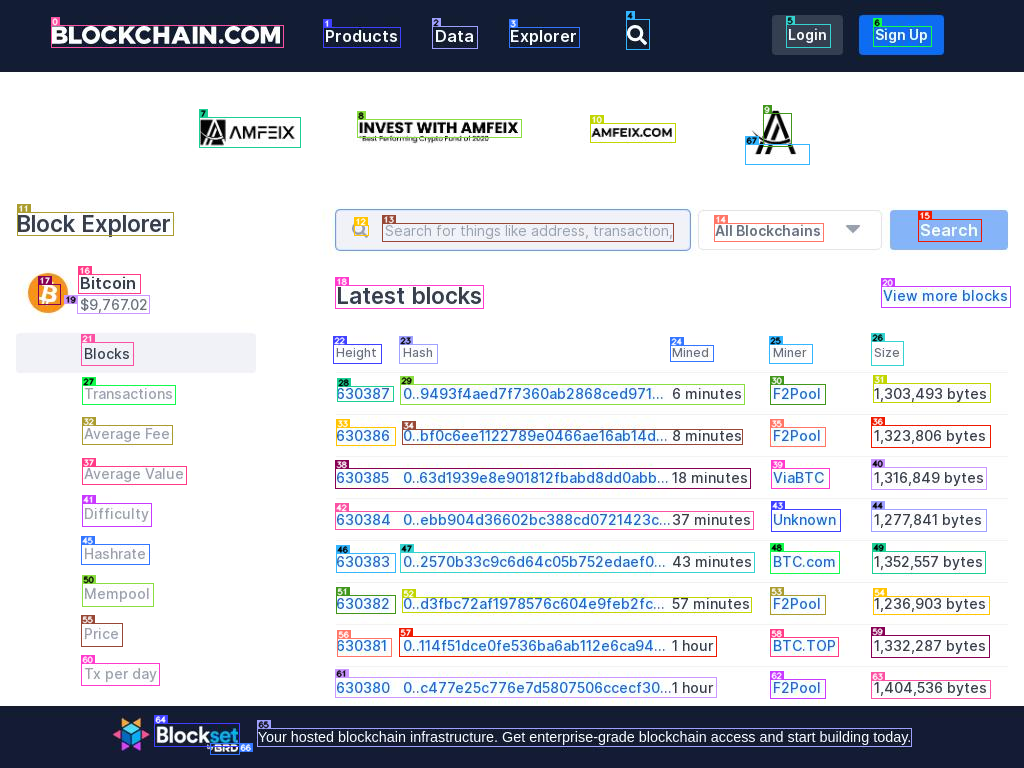 BLOCKCHAIN.COM Products Data Explorer Login Sign Up
AMFEIX INVEST WITH AMFEIX AMFEIX.COM
Best Performing Crypto Fund of 2020
Block Explorer Search for things like address, transaction, All Blockchains Search
Bitcoin
$9,767.02
Latest blocks View more blocks
Blocks
Transactions
Average Fee
Average Value
Difficulty
Hashrate
Mempool
Price
Tx per day
Height Hash Mined Miner Size
630387 0..9493f4aed7f7360ab2868ced971... 6 minutes F2Pool 1,303,493 bytes
630386 0..bf0c6ee1122789e0466ae16ab14d... 8 minutes F2Pool 1,323,806 bytes
630385 0..63d1939e8e901812fbabd8dd0abb... 18 minutes ViaBTC 1,316,849 bytes
630384 0..ebb904d36602bc388cd0721423c... 37 minutes Unknown 1,277,841 bytes
630383 0..2570b33c9c6d64c05b752edaef0... 43 minutes BTC.com 1,352,557 bytes
630382 0..d3fbc72af1978576c604e9feb2fc... 57 minutes F2Pool 1,236,903 bytes
630381 0..114f51dce0fe536ba6ab112e6ca94... 1 hour BTC.TOP 1,332,287 bytes
630380 0..c477e25c776e7d5807506ccecf30... 1 hour F2Pool 1,404,536 bytes
Blockset Your hosted blockchain infrastructure. Get enterprise-grade blockchain access and start building today.
BRD